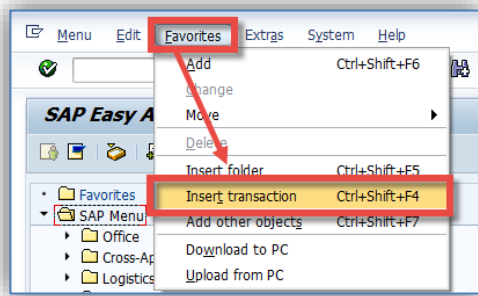 Menu Edit Favorites Extras System Help
Add Ctrl+Shift+F6
Change
SAP Easy A
Move
Delete
Insert folder Ctrl+Shift+F5
Favorites
Insert transaction Ctrl+Shift+F4
SAP Menu
Add other objects Ctrl+Shift+F7
Office
Download to PC
Cross-Ap
Upload from PC
Logistics